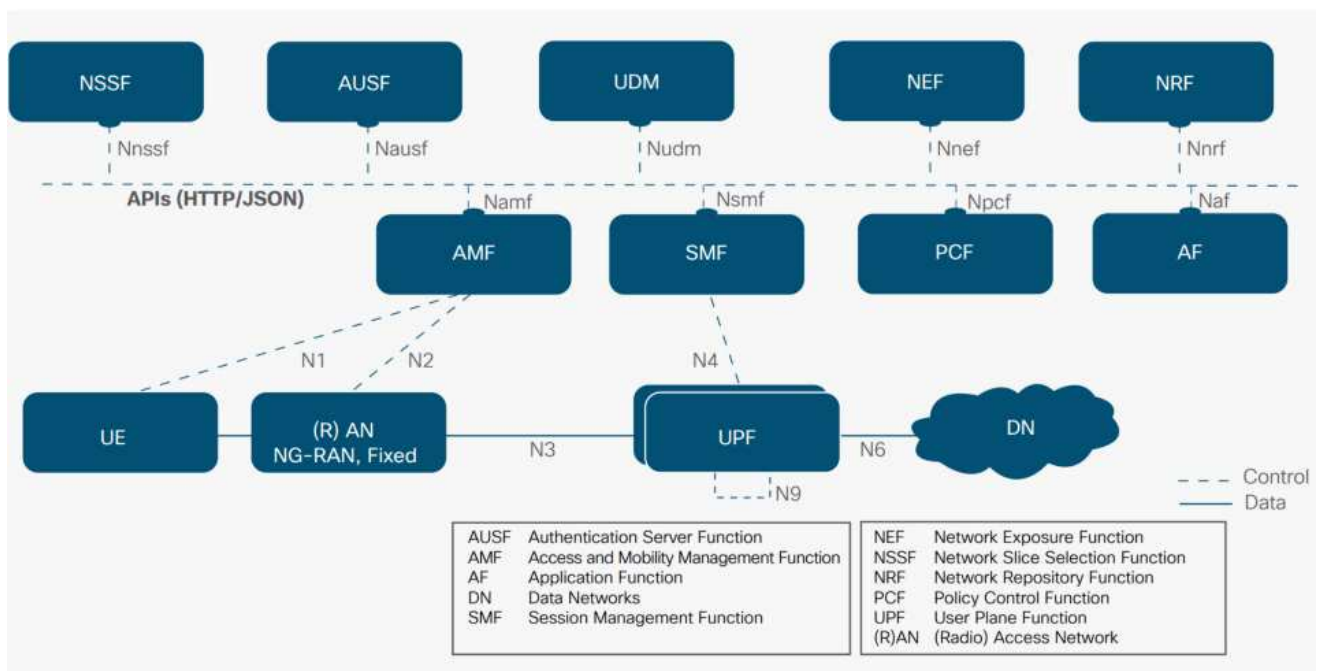 NSSF
AUSF
UDM
NEF
NRF
Nnssf
Nausf
Nudm
Nnef
Nnrf
APIs (HTTP/JSON)
Namf
Nsmf
Npcf
Naf
AMF
SMF
PCF
AF
N1
N2
N4
UE
(R) AN
NG-RAN, Fixed
N3
UPF
N6
DN
N9
Control
Data
AUSF Authentication Server Function
AMF Access and Mobility Management Function
AF Application Function
DN Data Networks
SMF Session Management Function
NEF Network Exposure Function
NSSF Network Slice Selection Function
NRF Network Repository Function
PCF Policy Control Function
UPF User Plane Function
(R)AN (Radio) Access Network